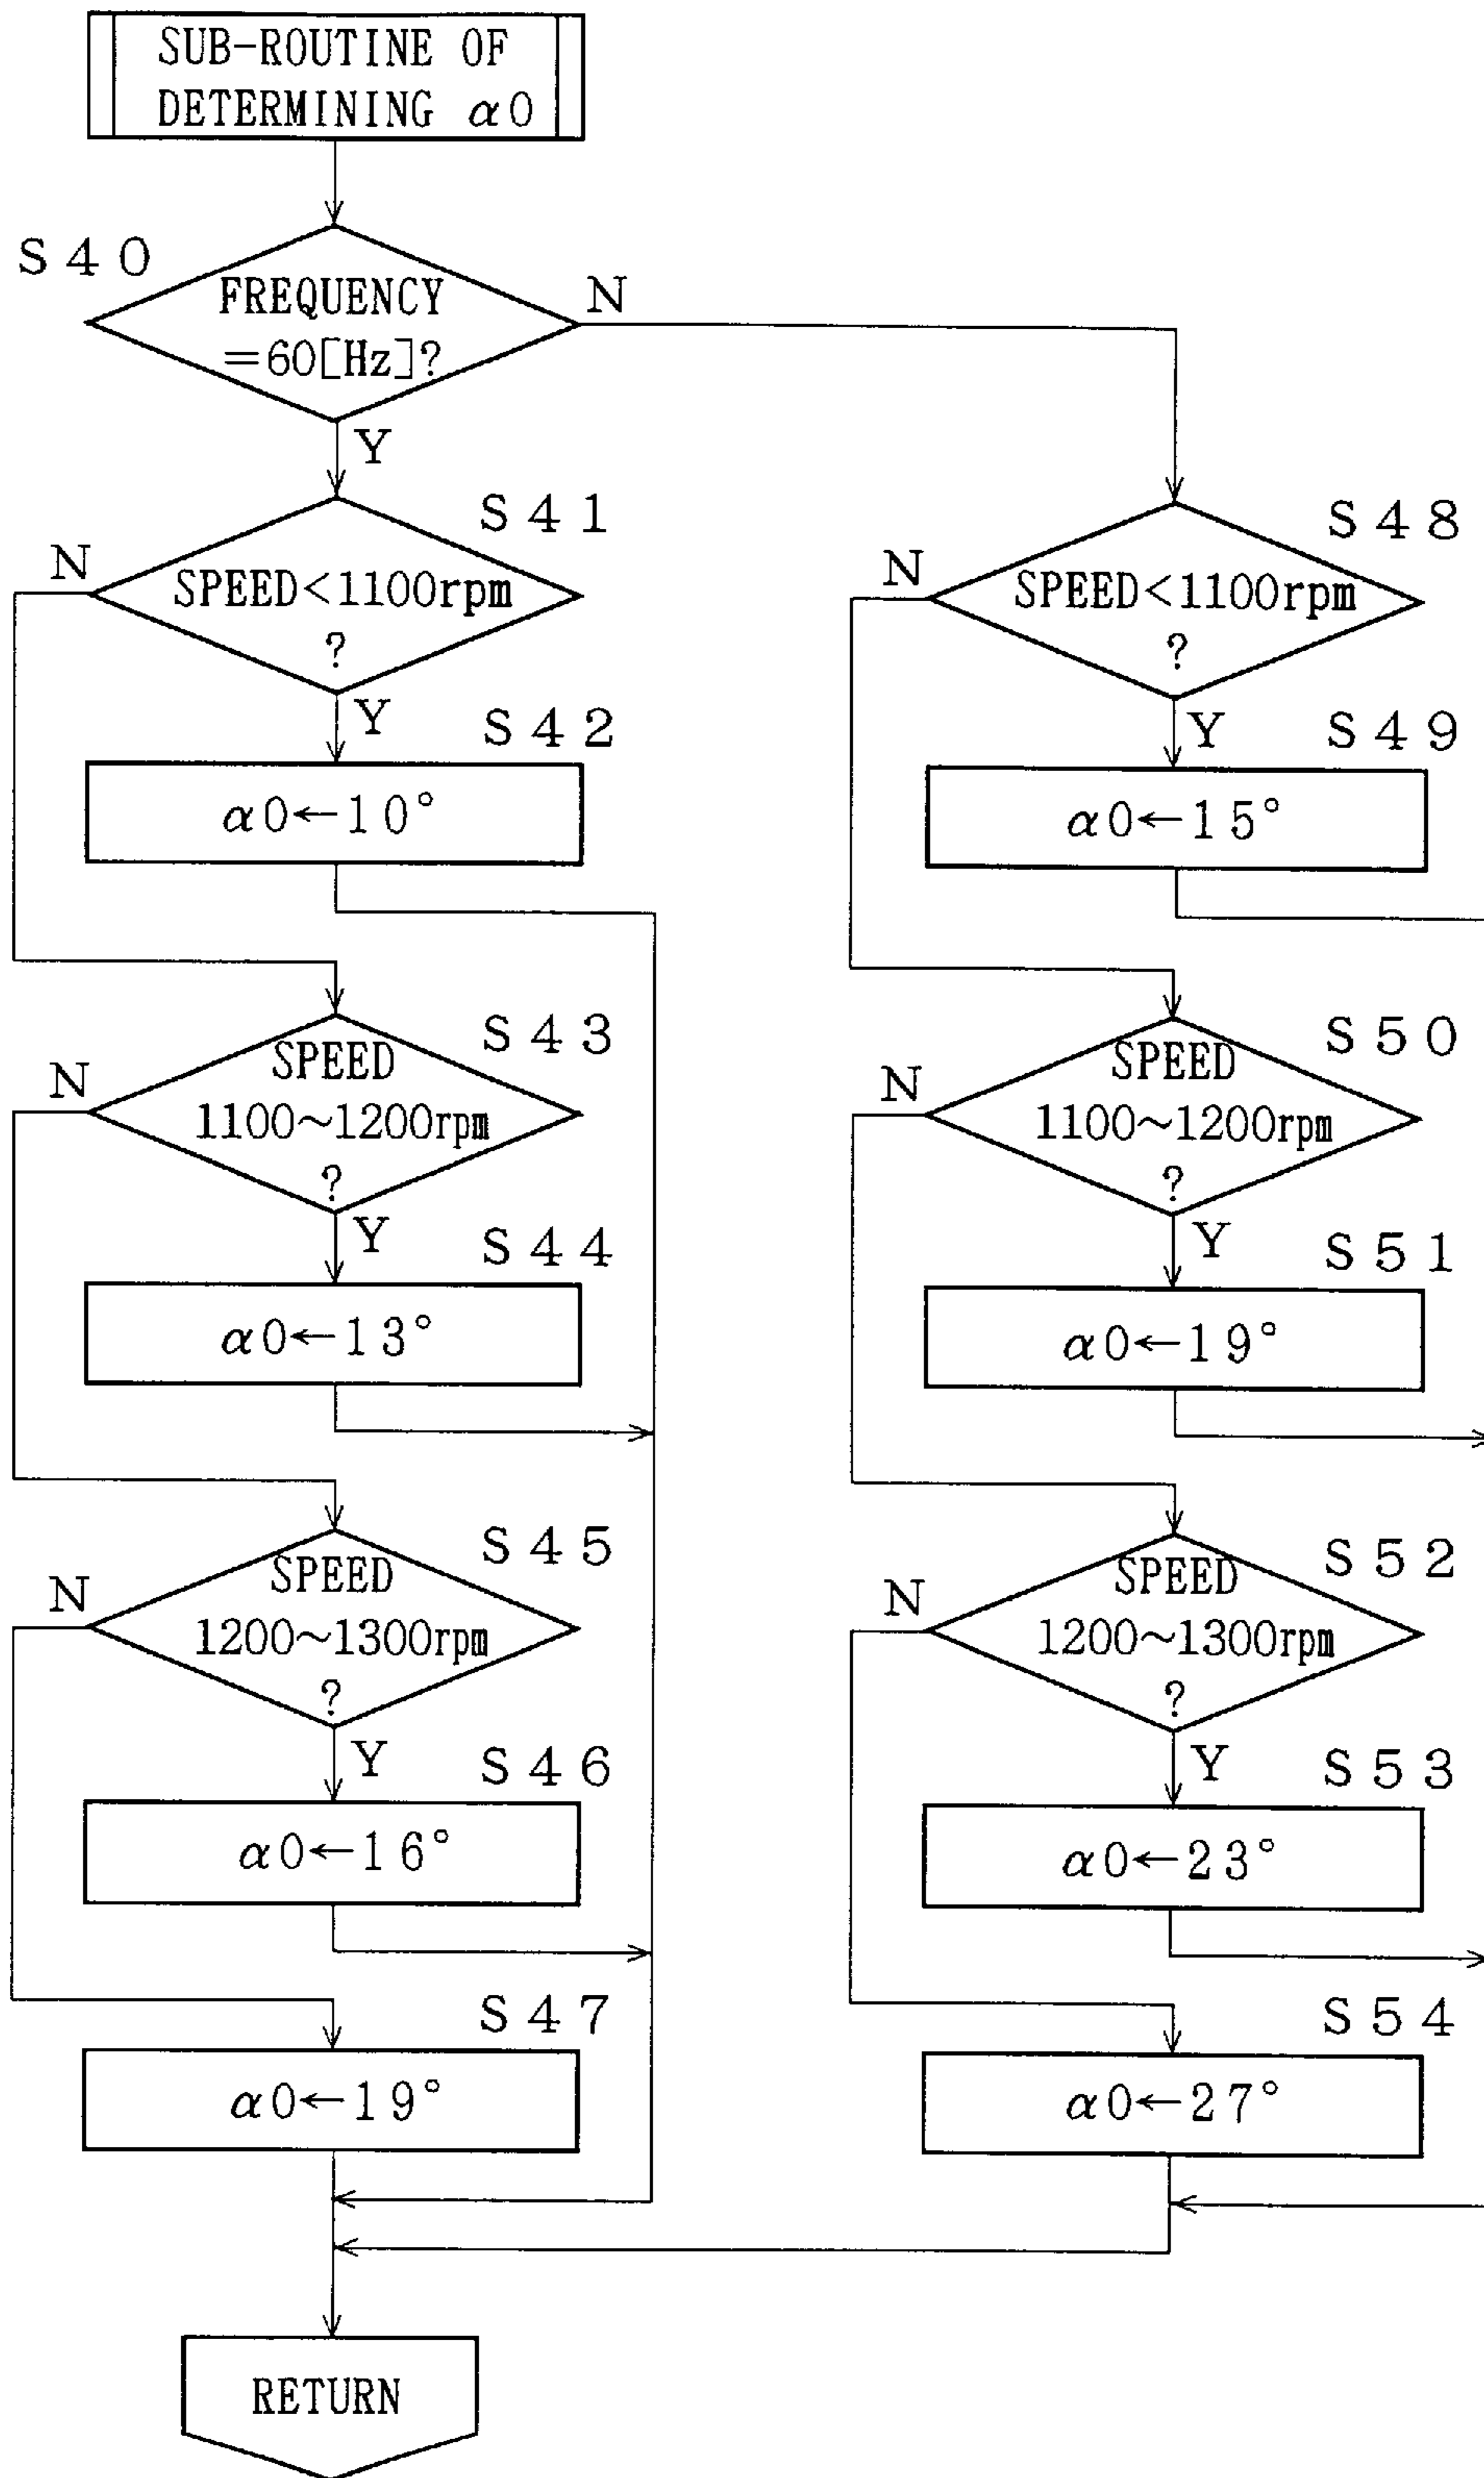 SUB-ROUTINE OF
DETERMINING α0
S40
FREQUENCY
=60[Hz]?
N
Y
S41
N
SPEED<1100rpm
?
Y
S42
α0←10°
S43
SPEED
N
1100~1200rpm
?
Y
S44
α0←13°
S45
SPEED
N
1200~1300rpm
?
Y
S46
α0←16°
S47
α0←19°
S48
N
SPEED<1100rpm
?
Y
S49
α0←15°
S50
SPEED
N
1100~1200rpm
?
Y
S51
α0←19°
S52
SPEED
N
1200~1300rpm
?
Y
S53
α0←23°
S54
α0←27°
RETURN